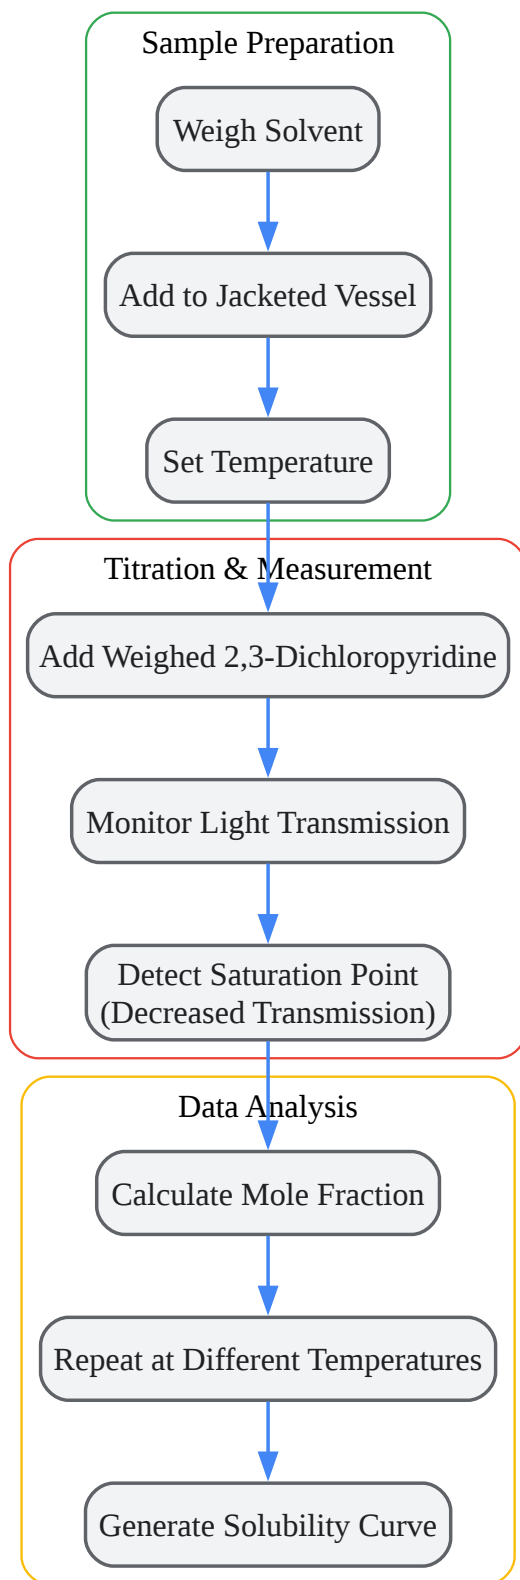 Sample Preparation
Weigh Solvent
Add to Jacketed Vessel
Set Temperature
Titration & Measurement
Add Weighed 2,3-Dichloropyridine
Monitor Light Transmission
Detect Saturation Point
(Decreased Transmission)
Data Analysis
Calculate Mole Fraction
Repeat at Different Temperatures
Generate Solubility Curve